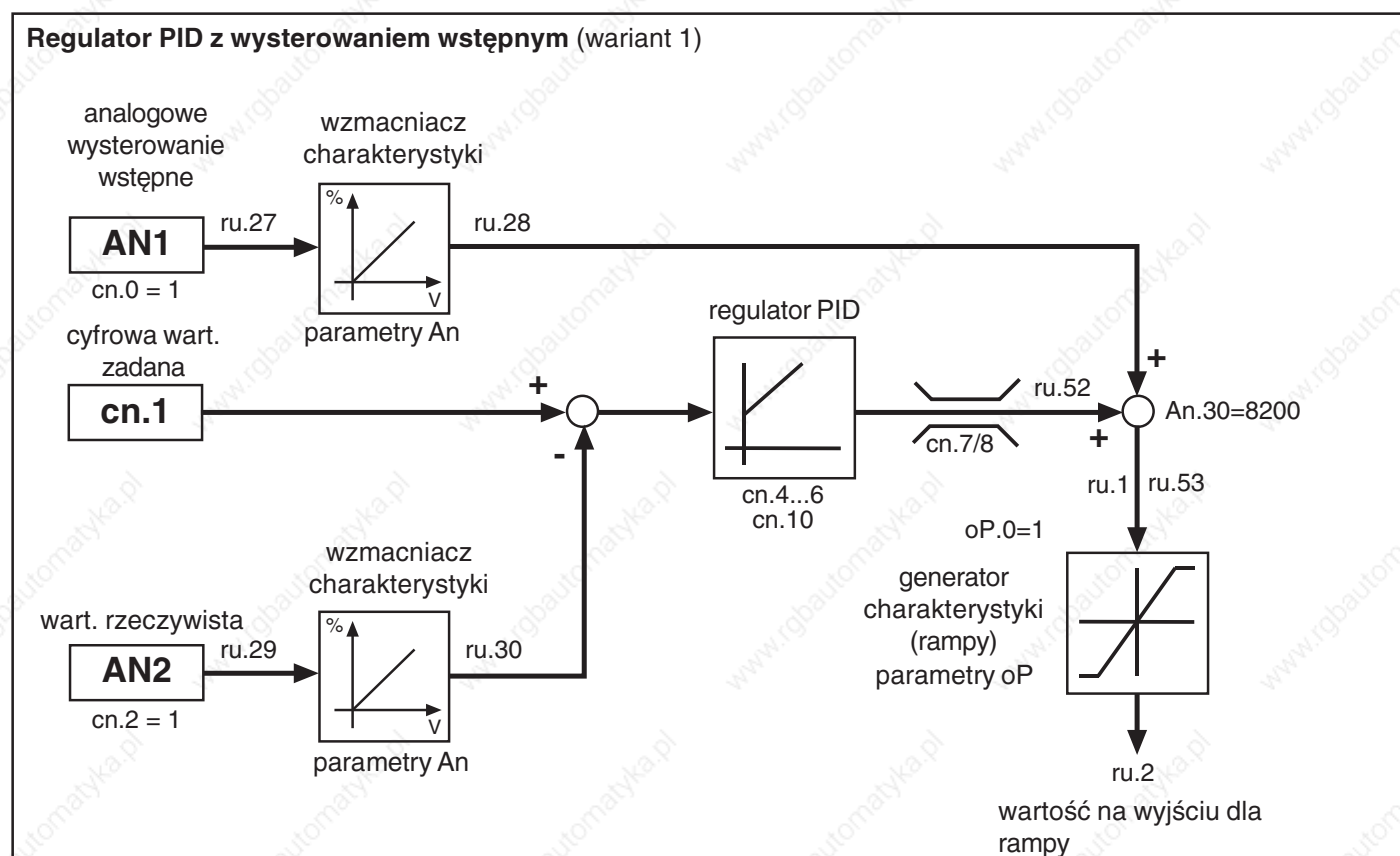 Regulator PID z wysterowaniem wstępnym (wariant 1)
analogowe
wysterowanie
wstępne
wzmacniacz
charakterystyki
AN1
ru.27
%
V
ru.28
cn.0 = 1
parametry An
cyfrowa wart.
zadana
cn.1
+
-
regulator PID
cn.4...6
cn.10
cn.7/8
ru.52
+
+
An.30=8200
ru.1
ru.53
oP.0=1
generator
charakterystyki
(rampy)
parametry oP
wzmacniacz
charakterystyki
wart. rzeczywista
AN2
ru.29
%
V
ru.30
cn.2 = 1
parametry An
ru.2
wartość na wyjściu dla
rampy
www.rgbautomatyka.pl